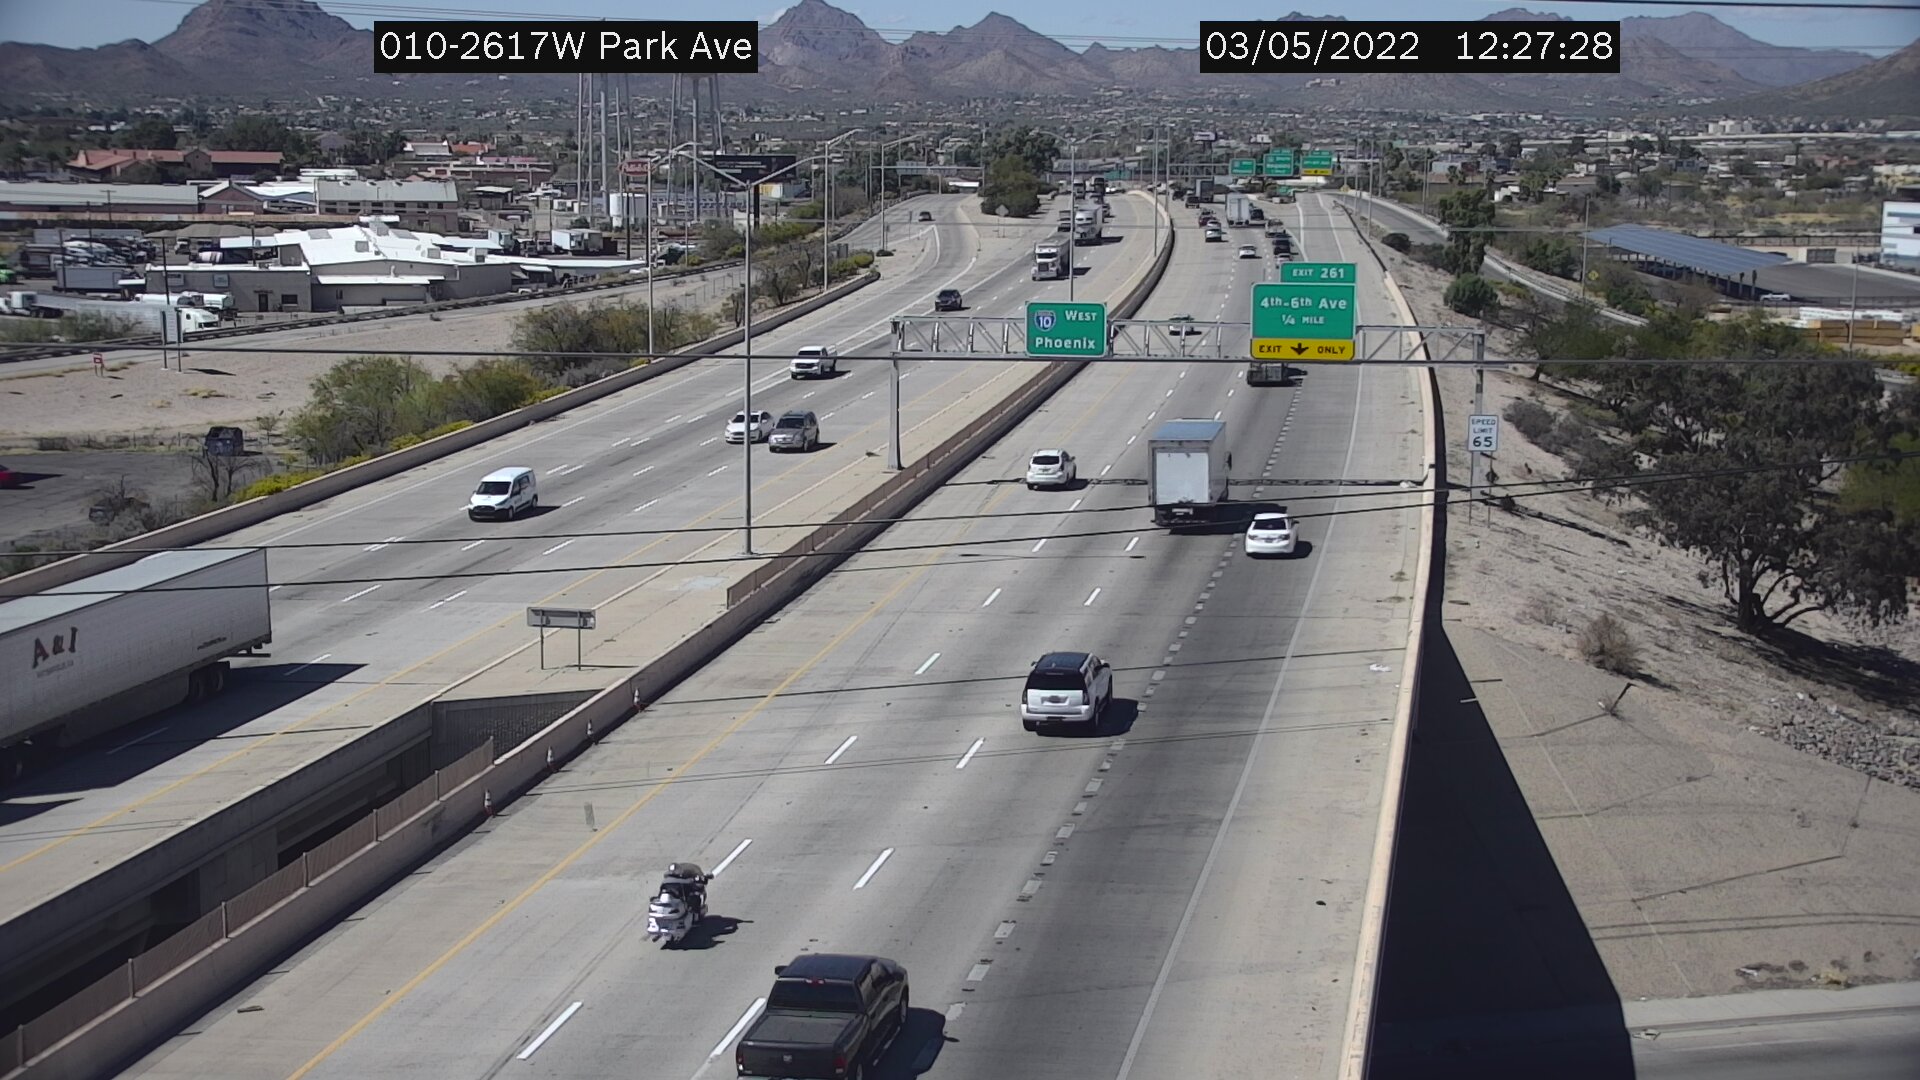 010-2617W Park Ave
03/05/2022 12:27:28
EXIT 261
4th-6th Ave
1/4 MILE
EXIT ONLY
10 WEST
Phoenix
SPEED
LIMIT
65
A & I